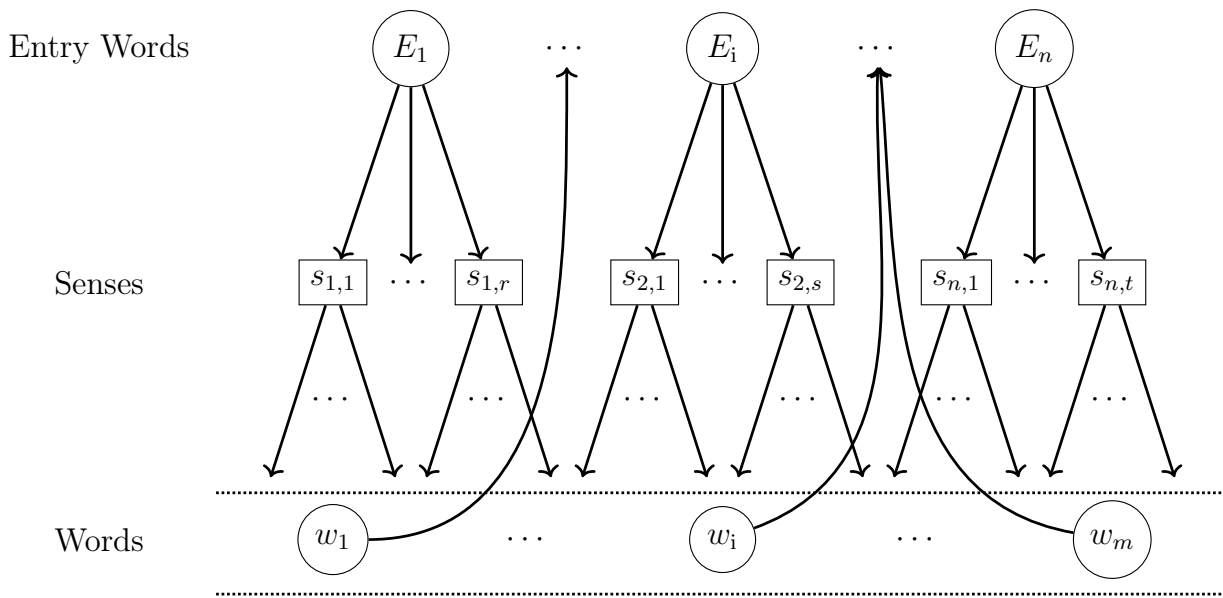 Entry Words E₁ ... Eᵢ ... Eₙ
Senses s₁,₁ ... s₁,ᵣ s₂,₁ ... s₂,ₛ sₙ,₁ ... sₙ,ₜ
... ... ... ... ... ...
Words w₁ ... wᵢ ... wₘ